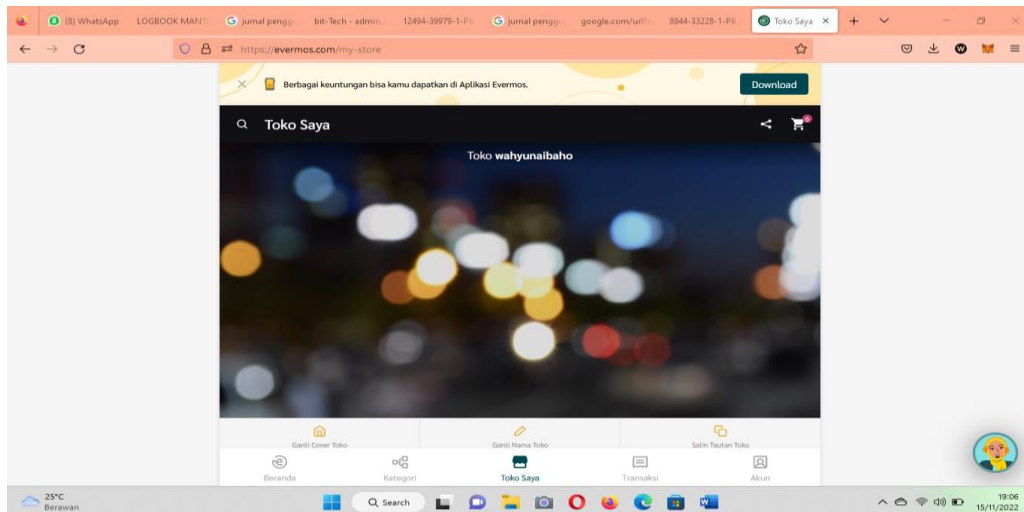 (8) WhatsApp
LOGBOOK MANT
jurnal penggu
bit-Tech - admin,
12494-39979-1-PB
jurnal penggu
google.com/url?
8844-33228-1-PB
Toko Saya
https://evermos.com/my-store
Berbagai keuntungan bisa kamu dapatkan di Aplikasi Evermos.
Download
Toko Saya
Toko wahyunaibaho
Ganti Cover Toko
Ganti Nama Toko
Salin Tautan Toko
Beranda
Kategori
Toko Saya
Transaksi
Akun
25°C
Berawan
Search
19:06
15/11/2022